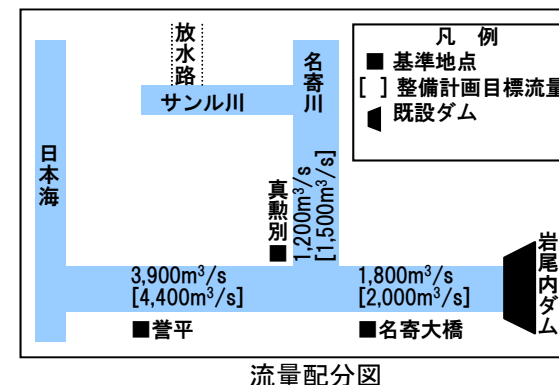 放水路
サンル川
名寄川
凡 例
■ 基準地点
[ ] 整備計画目標流量
既設ダム
日本海
真勲別■
1,200m³/s
[1,500m³/s]
3,900m³/s
[4,400m³/s]
■誉平
1,800m³/s
[2,000m³/s]
■名寄大橋
岩尾内ダム
流量配分図